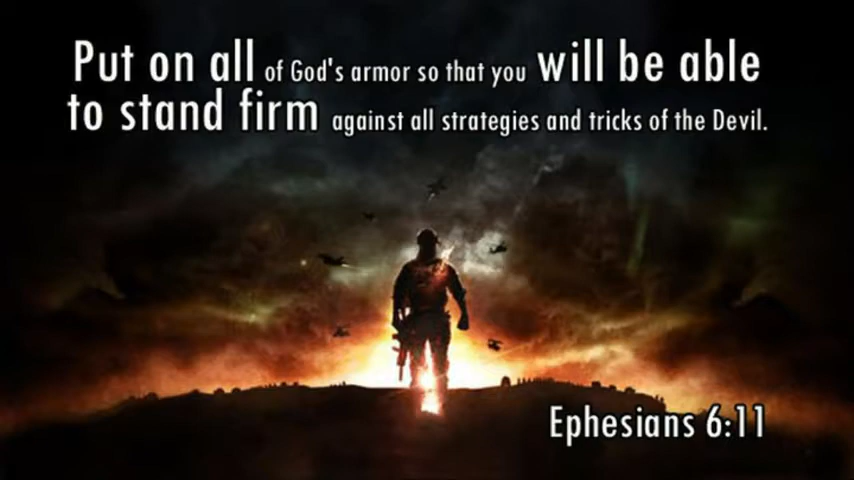 Put on all of God's armor so that you will be able
to stand firm against all strategies and tricks of the Devil.
Ephesians 6:11